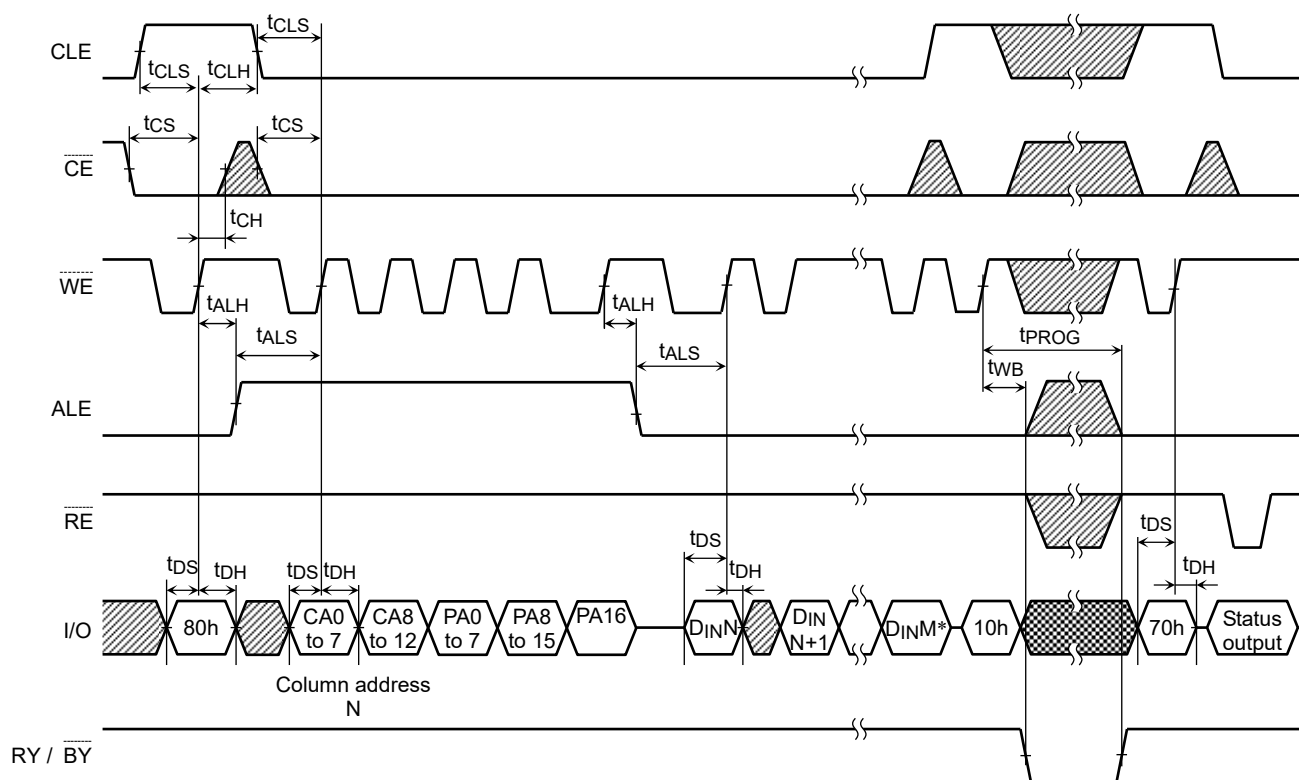 CLE
tCLS
tCLS
tCLH
CE
tCS
tCS
tCH
WE
tALH
tALS
tALH
tALS
tPROG
tWB
ALE
RE
tDS
tDH
tDS
tDH
tDS
tDH
tDS
tDH
I/O
80h
CA0
to 7
CA8
to 12
PA0
to 7
PA8
to 15
PA16
DINN
DIN
N+1
DINM*
10h
70h
Status
output
Column address
N
RY / BY